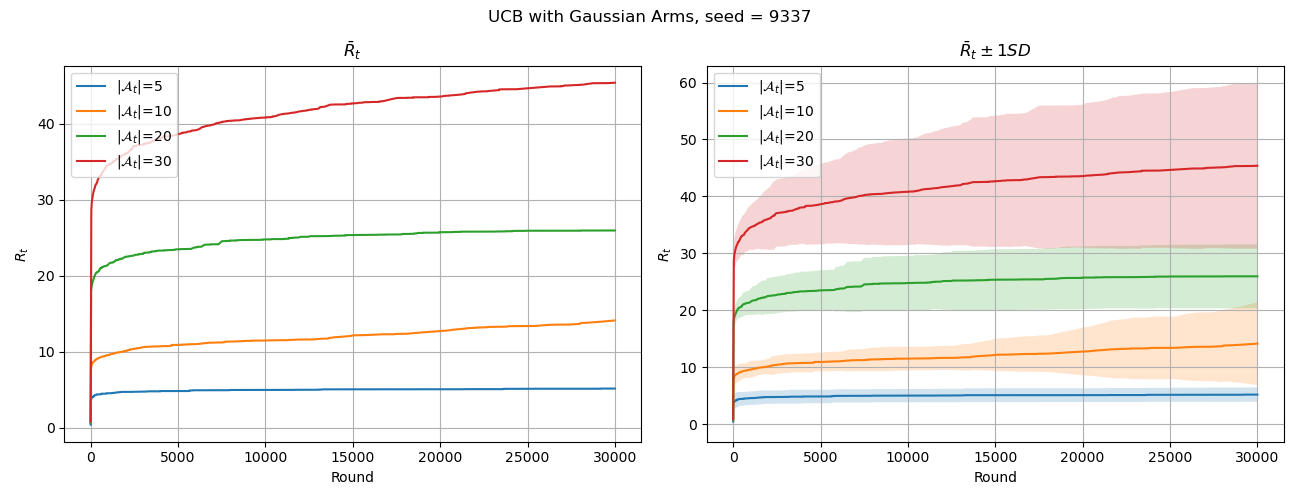 UCB with Gaussian Arms, seed = 9337
R̄ₜ
|𝒜ₜ|=5
|𝒜ₜ|=10
|𝒜ₜ|=20
|𝒜ₜ|=30
Rₜ
40
30
20
10
0
0 5000 10000 15000 20000 25000 30000
Round
R̄ₜ ± 1SD
|𝒜ₜ|=5
|𝒜ₜ|=10
|𝒜ₜ|=20
|𝒜ₜ|=30
Rₜ
60
50
40
30
20
10
0
0 5000 10000 15000 20000 25000 30000
Round